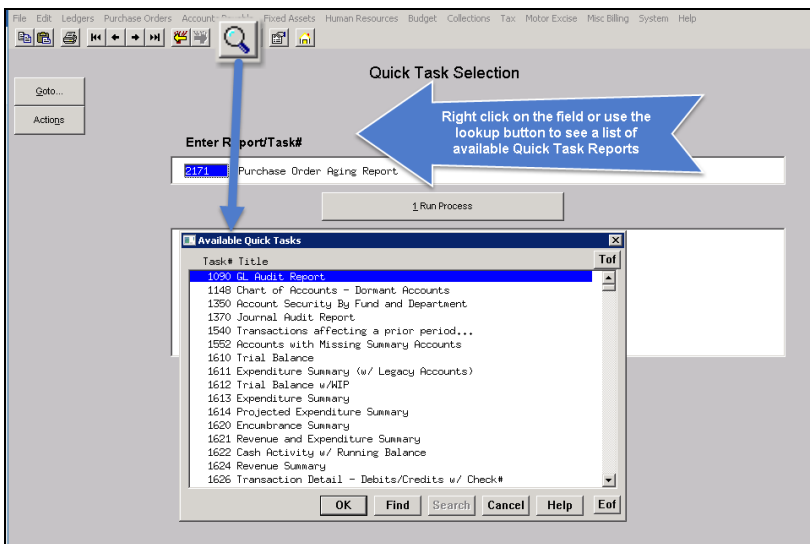 File Edit Ledgers Purchase Orders Accounts Payable Fixed Assets Human Resources Budget Collections Tax Motor Excise Misc Billing System Help
Quick Task Selection
Goto...
Actions
Right click on the field or use the
lookup button to see a list of
available Quick Task Reports
Enter Report/Task#
2171 Purchase Order Aging Report
1 Run Process
Available Quick Tasks
Task# Title
Tof
1090 GL Audit Report
1148 Chart of Accounts - Dormant Accounts
1350 Account Security By Fund and Department
1370 Journal Audit Report
1540 Transactions affecting a prior period...
1552 Accounts with Missing Summary Accounts
1610 Trial Balance
1611 Expenditure Summary (w/ Legacy Accounts)
1612 Trial Balance w/WIP
1613 Expenditure Summary
1614 Projected Expenditure Summary
1620 Encumbrance Summary
1621 Revenue and Expenditure Summary
1622 Cash Activity w/ Running Balance
1624 Revenue Summary
1626 Transaction Detail - Debits/Credits w/ Check#
OK Find Search Cancel Help Eof